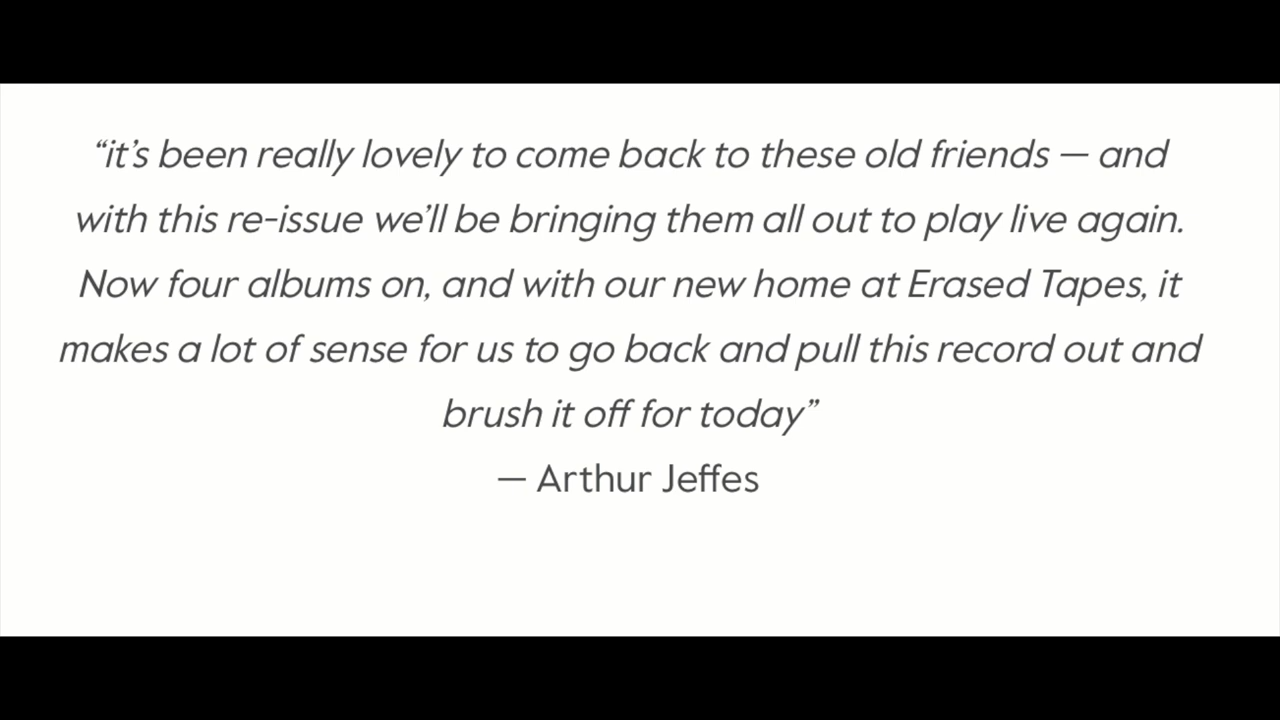 “it’s been really lovely to come back to these old friends — and
with this re-issue we’ll be bringing them all out to play live again.
Now four albums on, and with our new home at Erased Tapes, it
makes a lot of sense for us to go back and pull this record out and
brush it off for today”
— Arthur Jeffes